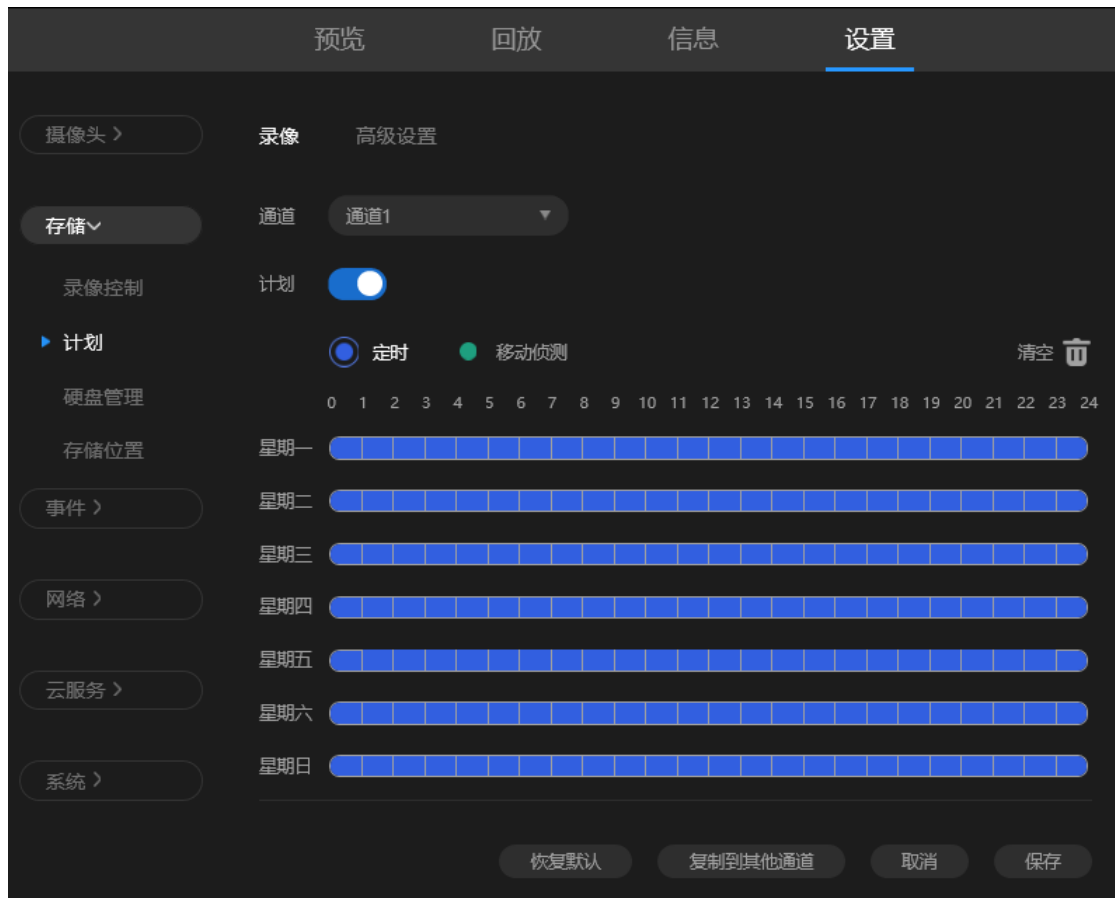 预览 回放 信息 设置
摄像头 >
录像 高级设置
通道 通道1
存储
录像控制
计划
计划
定时 移动侦测 清空
硬盘管理
0 1 2 3 4 5 6 7 8 9 10 11 12 13 14 15 16 17 18 19 20 21 22 23 24
存储位置
星期一
星期二
事件 >
星期三
网络 >
星期四
星期五
云服务 >
星期六
星期日
系统 >
恢复默认 复制到其他通道 取消 保存